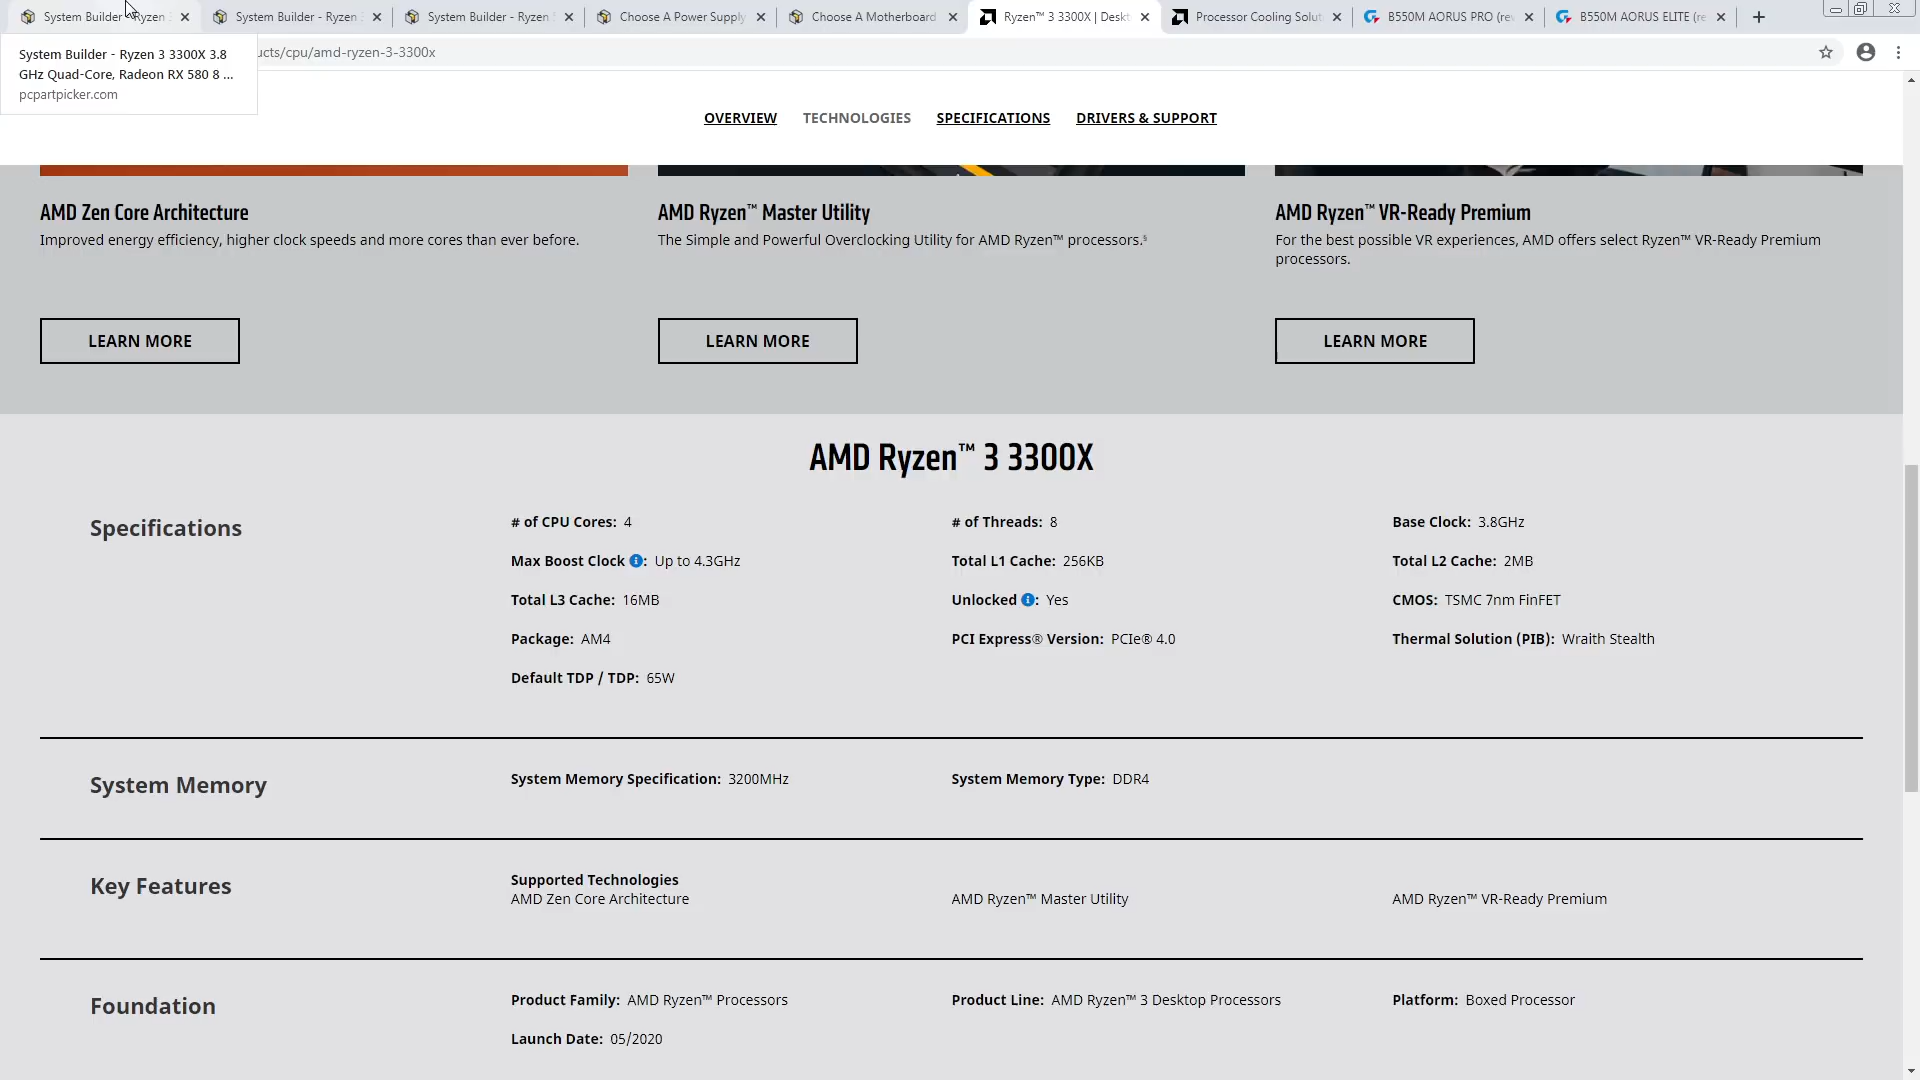 System Builder - Ryzen 3
System Builder - Ryzen 3
System Builder - Ryzen 5
Choose A Power Supply
Choose A Motherboard
Ryzen™ 3 3300X | Deskt
Processor Cooling Solut
B550M AORUS PRO (rev
B550M AORUS ELITE (re
System Builder - Ryzen 3 3300X 3.8
GHz Quad-Core, Radeon RX 580 8 ...
pcpartpicker.com
ucts/cpu/amd-ryzen-3-3300x
OVERVIEW TECHNOLOGIES SPECIFICATIONS DRIVERS & SUPPORT
AMD Zen Core Architecture
Improved energy efficiency, higher clock speeds and more cores than ever before.
LEARN MORE
AMD Ryzen™ Master Utility
The Simple and Powerful Overclocking Utility for AMD Ryzen™ processors.⁵
LEARN MORE
AMD Ryzen™ VR-Ready Premium
For the best possible VR experiences, AMD offers select Ryzen™ VR-Ready Premium
processors.
LEARN MORE
AMD Ryzen™ 3 3300X
Specifications
# of CPU Cores: 4
# of Threads: 8
Base Clock: 3.8GHz
Max Boost Clock : Up to 4.3GHz
Total L1 Cache: 256KB
Total L2 Cache: 2MB
Total L3 Cache: 16MB
Unlocked : Yes
CMOS: TSMC 7nm FinFET
Package: AM4
PCI Express® Version: PCIe® 4.0
Thermal Solution (PIB): Wraith Stealth
Default TDP / TDP: 65W
System Memory
System Memory Specification: 3200MHz
System Memory Type: DDR4
Key Features
Supported Technologies
AMD Zen Core Architecture
AMD Ryzen™ Master Utility
AMD Ryzen™ VR-Ready Premium
Foundation
Product Family: AMD Ryzen™ Processors
Product Line: AMD Ryzen™ 3 Desktop Processors
Platform: Boxed Processor
Launch Date: 05/2020